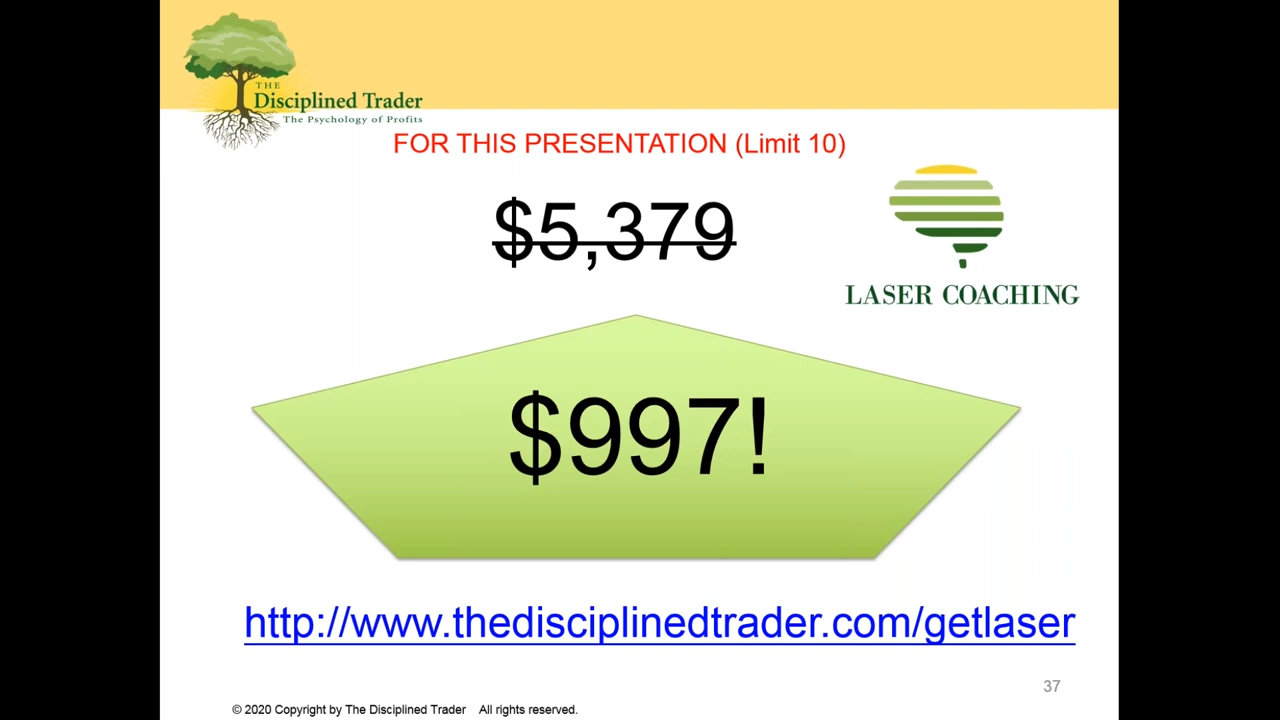 THE
Disciplined Trader
The Psychology of Profits
FOR THIS PRESENTATION (Limit 10)
$5,379
LASER COACHING
$997!
http://www.thedisciplinedtrader.com/getlaser
37
© 2020 Copyright by The Disciplined Trader All rights reserved.